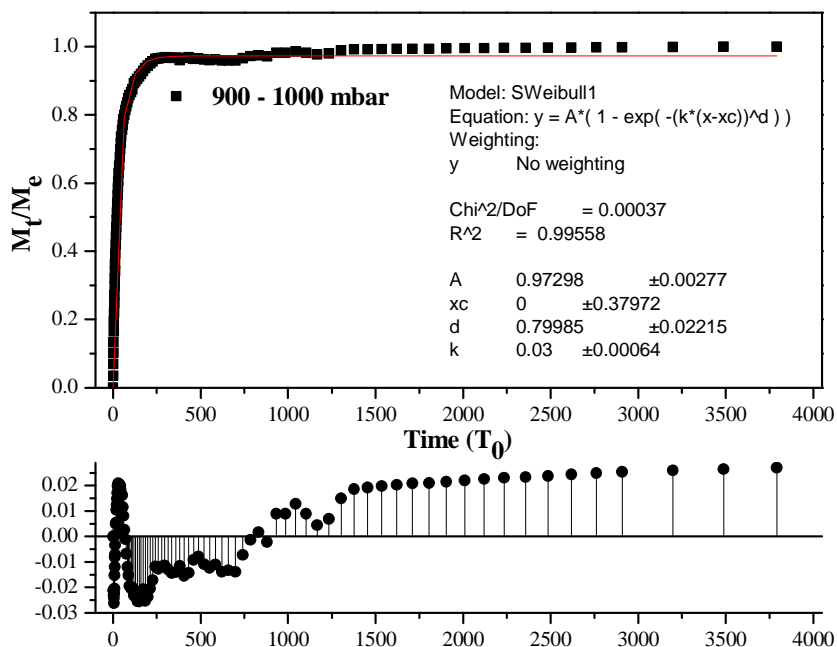 1.0
0.8
0.6
0.4
0.2
0.0
M_t/M_e
900 - 1000 mbar
Model: SWeibull1
Equation: y = A*( 1 - exp( -(k*(x-xc))^d ) )
Weighting:
y No weighting
Chi^2/DoF = 0.00037
R^2 = 0.99558
A 0.97298 ±0.00277
xc 0 ±0.37972
d 0.79985 ±0.02215
k 0.03 ±0.00064
0 500 1000 1500 2000 2500 3000 3500 4000
Time (T_0)
0.02
0.01
0.00
-0.01
-0.02
-0.03
0 500 1000 1500 2000 2500 3000 3500 4000